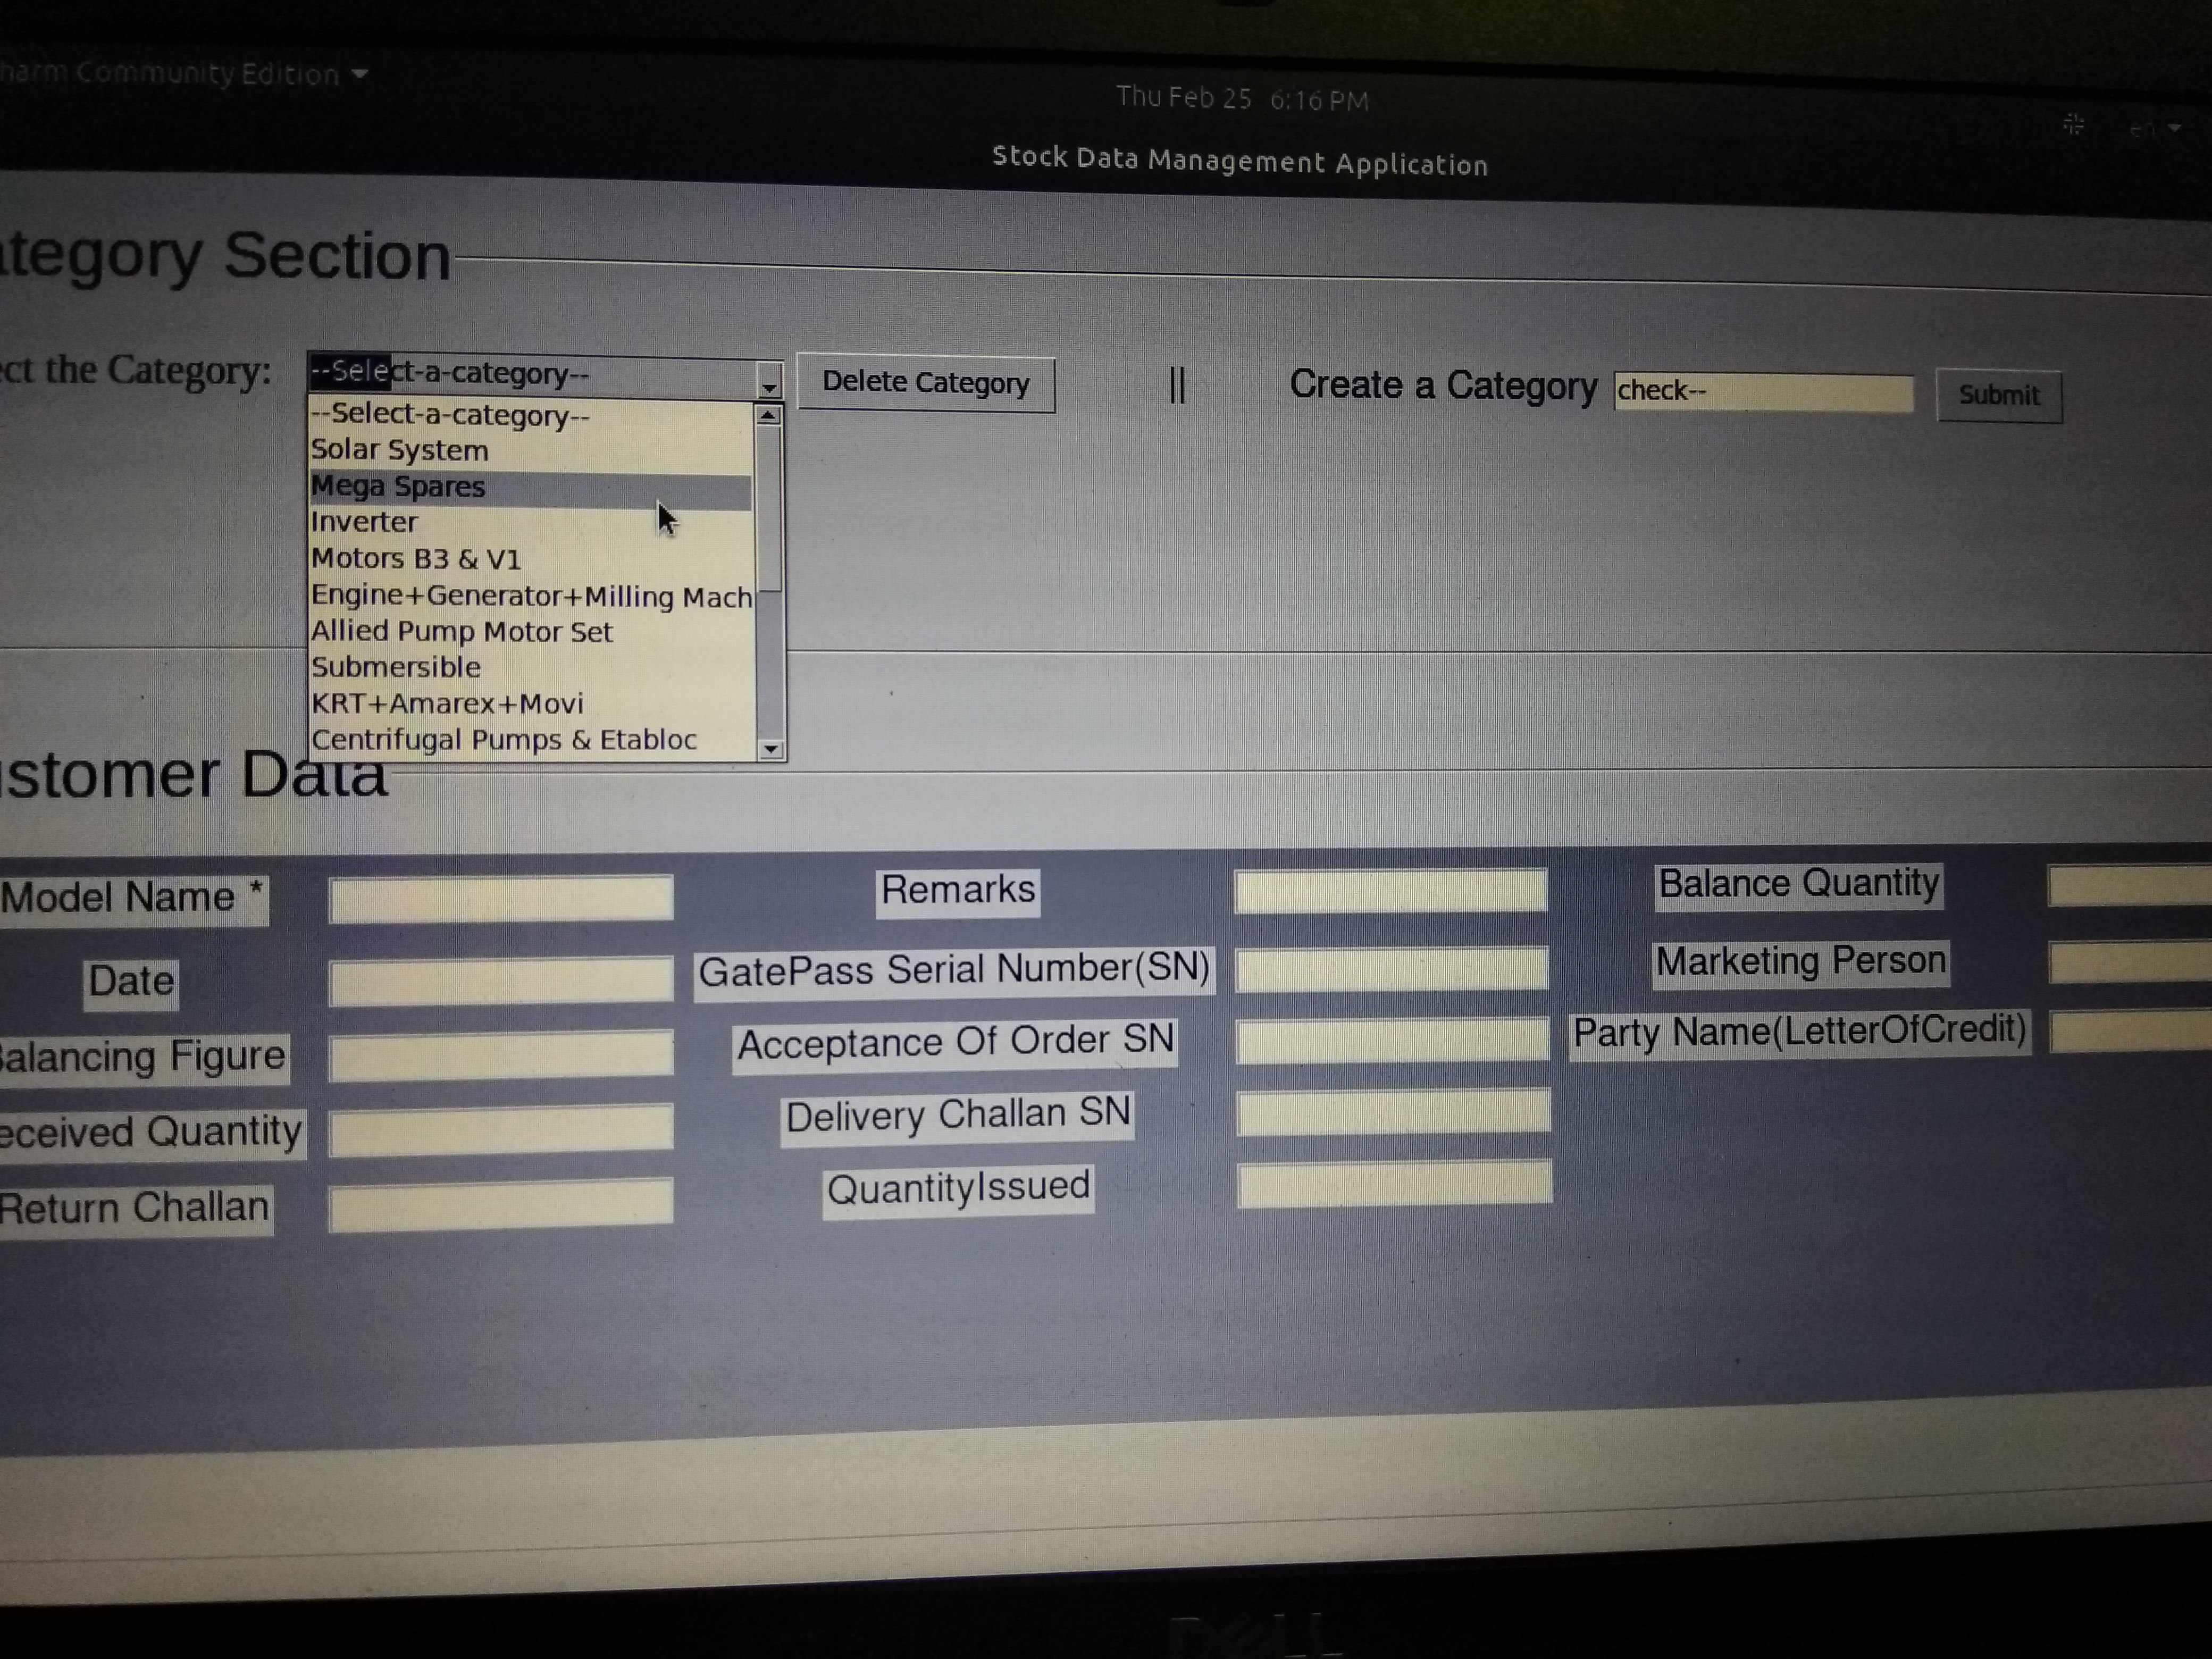 harm Community Edition
Thu Feb 25 6:16 PM
en
Stock Data Management Application
ategory Section
ct the Category:
--Select-a-category--
Delete Category
||
Create a Category
check--
Submit
--Select-a-category--
Solar System
Mega Spares
Inverter
Motors B3 & V1
Engine+Generator+Milling Mach
Allied Pump Motor Set
Submersible
KRT+Amarex+Movi
Centrifugal Pumps & Etabloc
stomer Data
Model Name *
Remarks
Balance Quantity
Date
GatePass Serial Number(SN)
Marketing Person
alancing Figure
Acceptance Of Order SN
Party Name(LetterOfCredit)
eceived Quantity
Delivery Challan SN
Return Challan
QuantityIssued
DELL